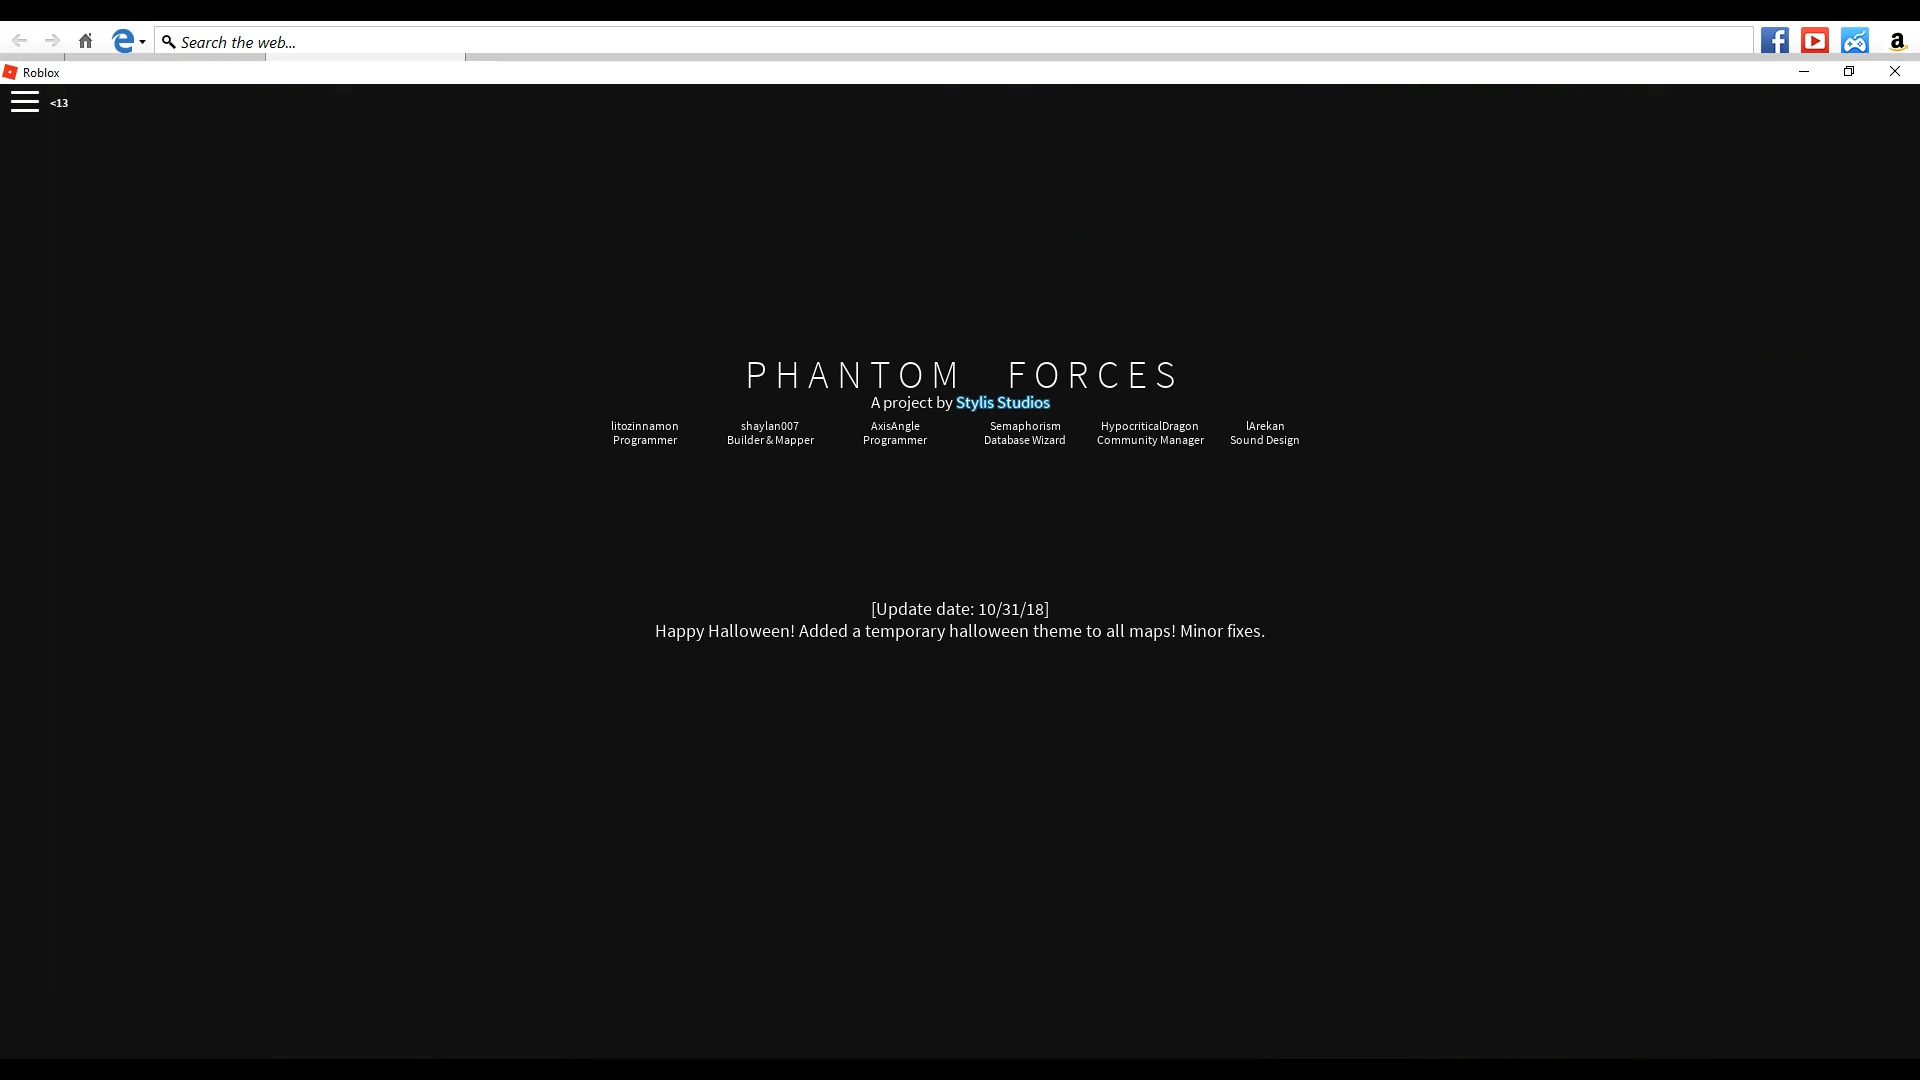 Search the web...
Roblox
<13
PHANTOM FORCES
A project by Stylis Studios
litozinnamon shaylan007 AxisAngle Semaphorism HypocriticalDragon lArekan
Programmer Builder & Mapper Programmer Database Wizard Community Manager Sound Design
[Update date: 10/31/18]
Happy Halloween! Added a temporary halloween theme to all maps! Minor fixes.